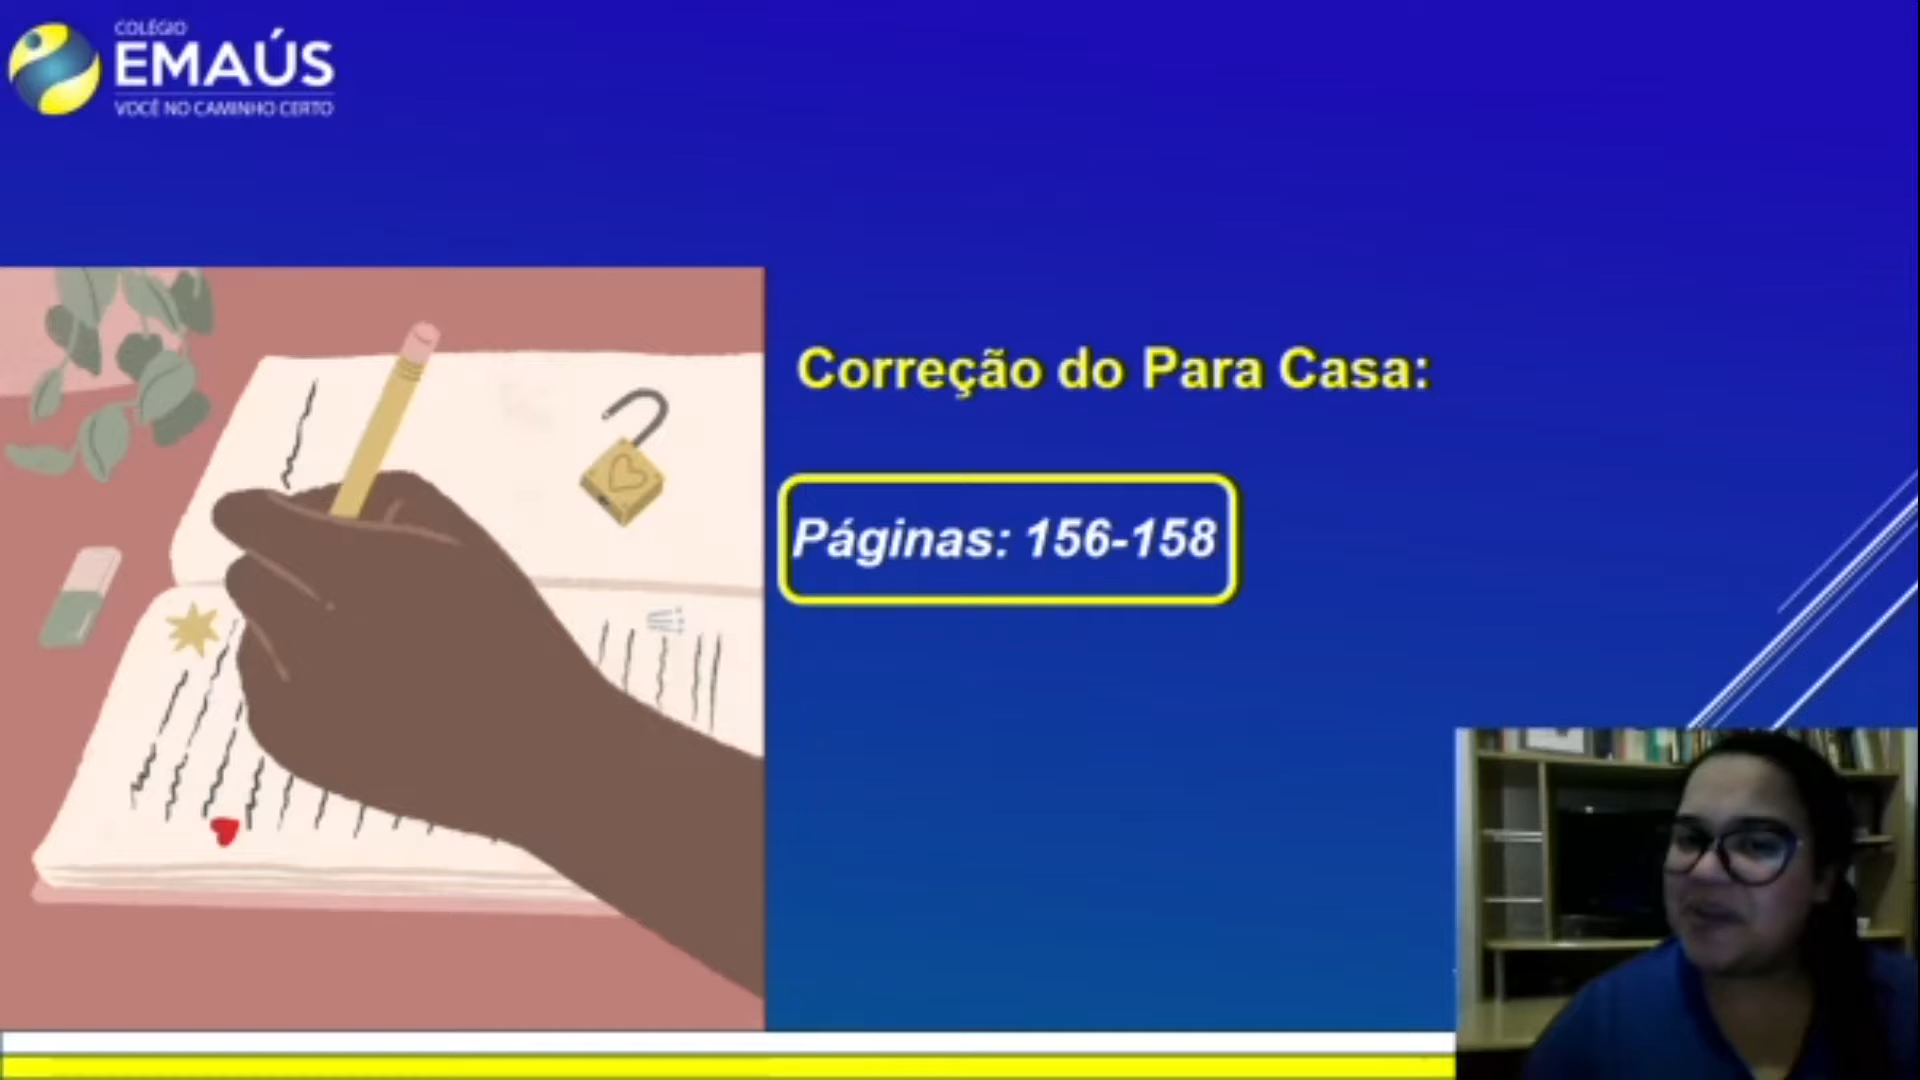 COLÉGIO
EMAÚS
VOCÊ NO CAMINHO CERTO
Correção do Para Casa:
Páginas: 156-158